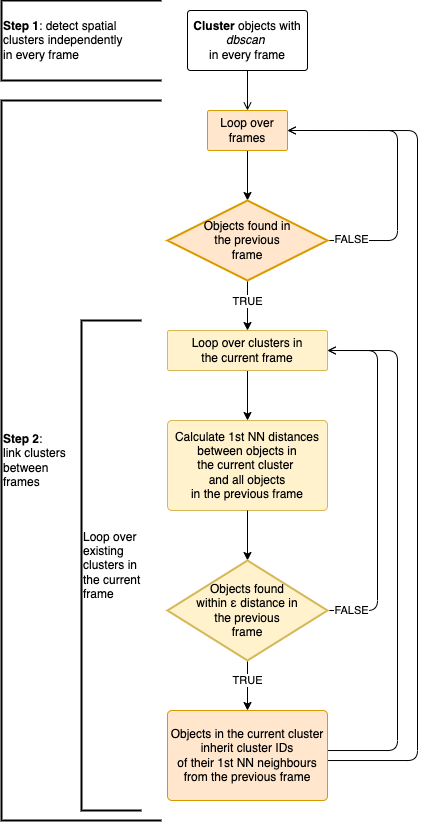 Step 1: detect spatial
clusters independently
in every frame
Cluster objects with
dbscan
in every frame
Loop over
frames
Objects found in
the previous
frame
FALSE
TRUE
Loop over clusters in
the current frame
Calculate 1st NN distances
between objects in
the current cluster
and all objects
in the previous frame
Step 2:
link clusters
between
frames
Loop over
existing
clusters in
the current
frame
Objects found
within ε distance in
the previous
frame
FALSE
TRUE
Objects in the current cluster
inherit cluster IDs
of their 1st NN neighbours
from the previous frame